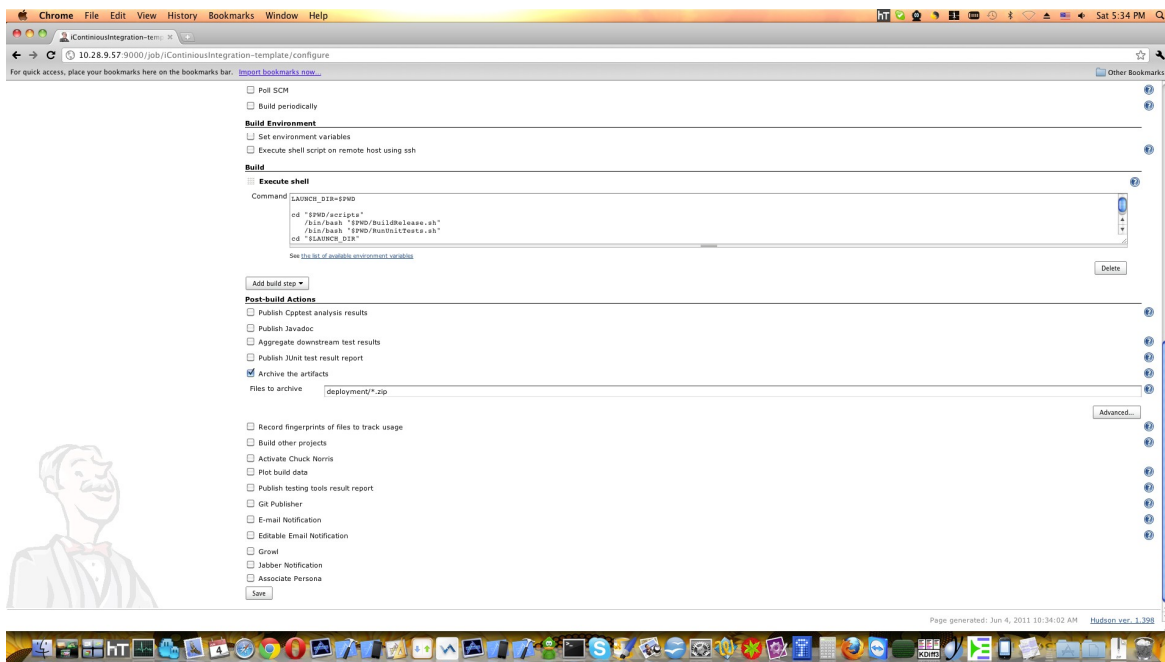 Chrome File Edit View History Bookmarks Window Help
Sat 5:34 PM
iContiniousIntegration-temp
10.28.9.57:9000/job/iContiniousIntegration-template/configure
For quick access, place your bookmarks here on the bookmarks bar. Import bookmarks now... Other Bookmarks
Poll SCM
Build periodically
Build Environment
Set environment variables
Execute shell script on remote host using ssh
Build
Execute shell
Command LAUNCH_DIR=$PWD
cd "$PWD/scripts"
/bin/bash "$PWD/BuildRelease.sh"
/bin/bash "$PWD/RunUnitTests.sh"
cd "$LAUNCH_DIR"
See the list of available environment variables
Delete
Add build step
Post-build Actions
Publish Cpptest analysis results
Publish Javadoc
Aggregate downstream test results
Publish JUnit test result report
Archive the artifacts
Files to archive deployment/*.zip
Advanced...
Record fingerprints of files to track usage
Build other projects
Activate Chuck Norris
Plot build data
Publish testing tools result report
Git Publisher
E-mail Notification
Editable Email Notification
Growl
Jabber Notification
Associate Persona
Save
Page generated: Jun 4, 2011 10:34:02 AM Hudson ver. 1.398